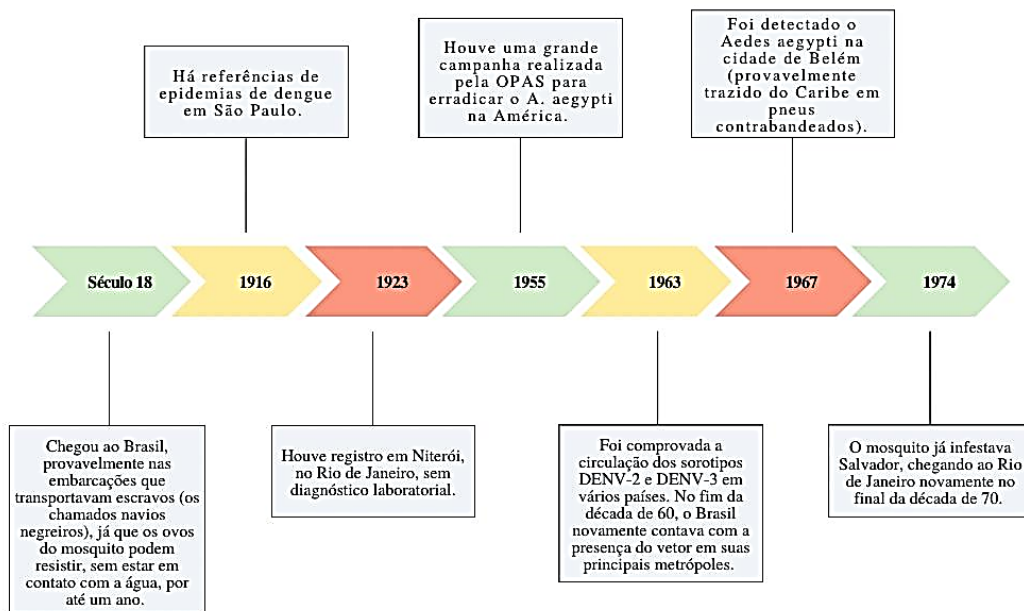 Há referências de
epidemias de dengue
em São Paulo.
Houve uma grande
campanha realizada
pela OPAS para
erradicar o A. aegypti
na América.
Foi detectado o
Aedes aegypti na
cidade de Belém
(provavelmente
trazido do Caribe em
pneus
contrabandeados).
Século 18
1916
1923
1955
1963
1967
1974
Chegou ao Brasil,
provavelmente nas
embarcações que
transportavam escravos (os
chamados navios
negreiros), já que os ovos
do mosquito podem
resistir, sem estar em
contato com a água, por
até um ano.
Houve registro em Niterói,
no Rio de Janeiro, sem
diagnóstico laboratorial.
Foi comprovada a
circulação dos sorotipos
DENV-2 e DENV-3 em
vários países. No fim da
década de 60, o Brasil
novamente contava com a
presença do vetor em suas
principais metrópoles.
O mosquito já infestava
Salvador, chegando ao Rio
de Janeiro novamente no
final da década de 70.